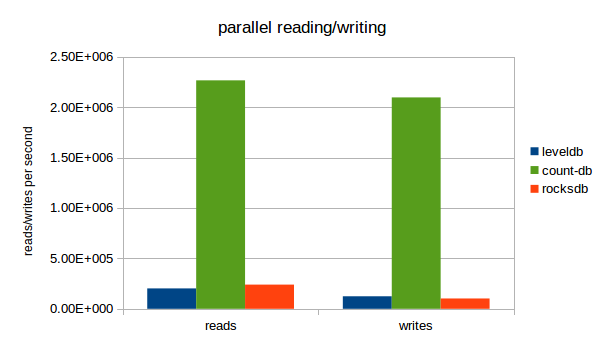 parallel reading/writing
reads/writes per second
2.50E+006
2.00E+006
1.50E+006
1.00E+006
5.00E+005
0.00E+000
reads
writes
leveldb
count-db
rocksdb